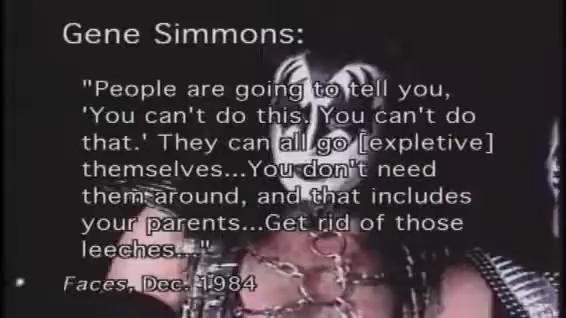 Gene Simmons:
"People are going to tell you,
'You can't do this. You can't do
that.' They can all go [expletive]
themselves...You don't need
them around, and that includes
your parents...Get rid of those
leeches..."
Faces, Dec. 1984